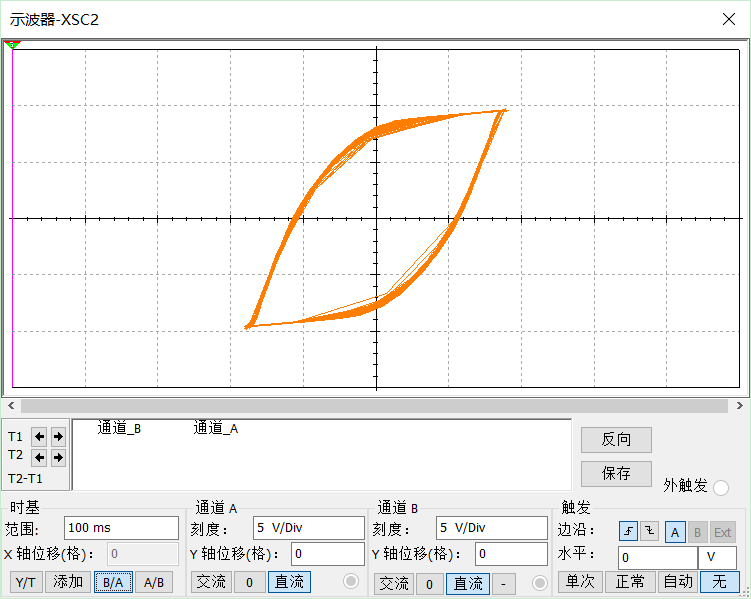 示波器-XSC2
通道_B 通道_A
T1
T2
T2-T1
反向
保存
外触发
时基 通道 A 通道 B 触发
范围: 100 ms 刻度: 5 V/Div 刻度: 5 V/Div 边沿: A B Ext
X 轴位移(格): 0 Y 轴位移(格): 0 Y 轴位移(格): 0 水平: 0 V
Y/T 添加 B/A A/B 交流 0 直流 交流 0 直流 - 单次 正常 自动 无